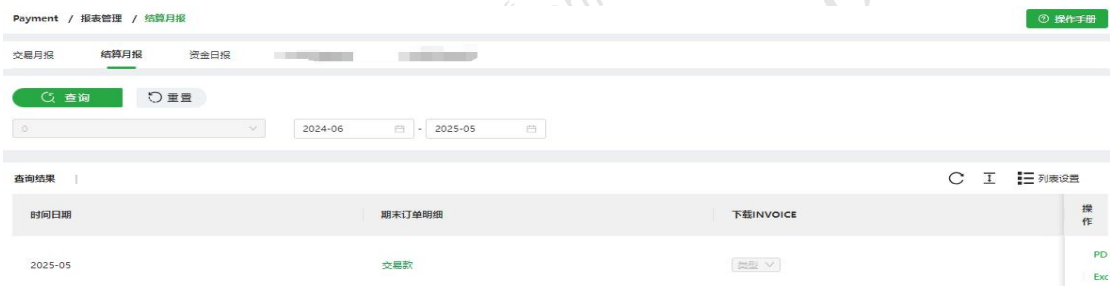 Payment / 报表管理 / 结算月报
操作手册
交易月报 结算月报 资金日报
查询 重置
0 2024-06 - 2025-05
查询结果
列表设置
时间日期 期末订单明细 下载INVOICE 操作
2025-05 交易款 类型 PD
Exc